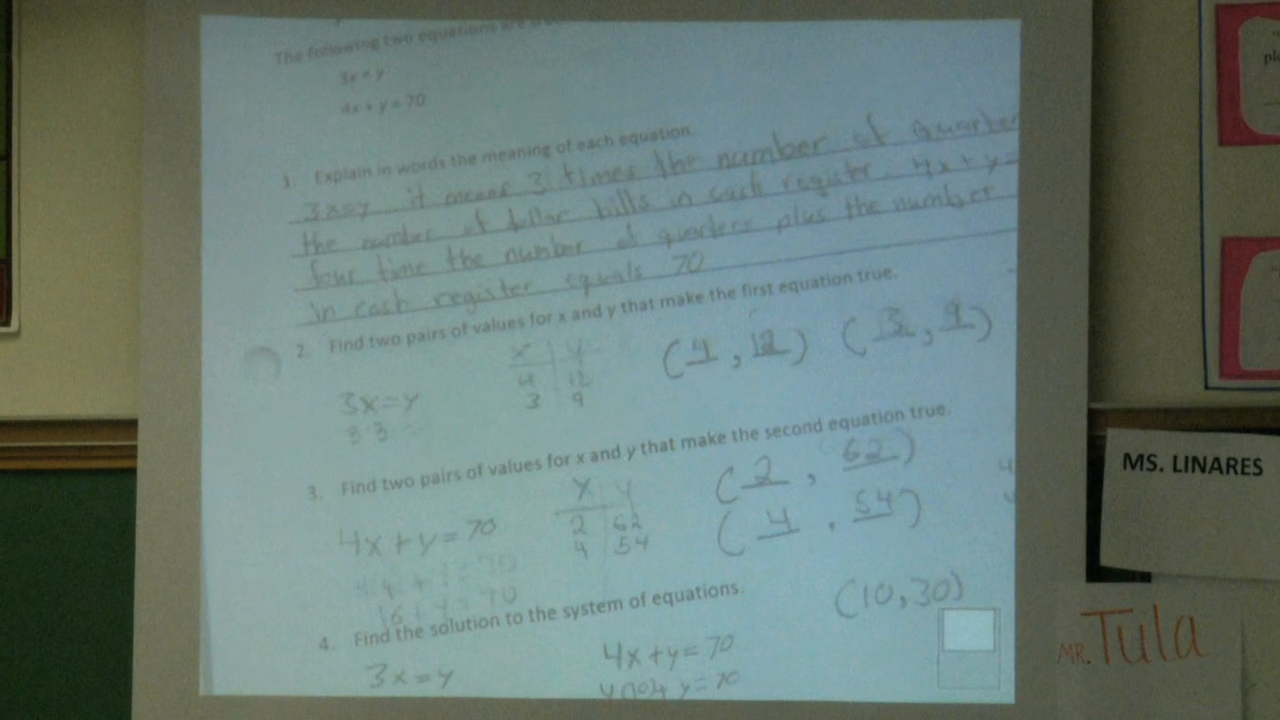 The following two equations are
3x = y
4x + y = 70
1. Explain in words the meaning of each equation.
3x=y it means 3 times the number of quarter
the number of dollar bills in cash register. 4x+y=
four time the number of quarters plus the number
in cash register equals 70
2. Find two pairs of values for x and y that make the first equation true.
x y
4 12
3 9
3x=y
(4, 12) (3, 9)
3. Find two pairs of values for x and y that make the second equation true.
x y
2 62
4 54
4x+y=70
(2, 62)
(4, 54)
16+y=70
4. Find the solution to the system of equations.
(10,30)
3x=y
4x+y=70
MS. LINARES
MR. Tula